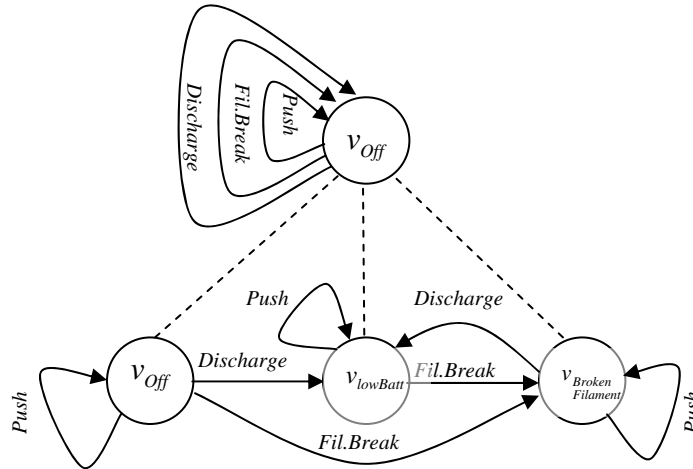 Discharge
Fil.Break
Push
v_Off
Push
Discharge
v_Off
Discharge
v_lowBatt
Fil.Break
v_Broken
Filament
Push
Fil.Break
Push